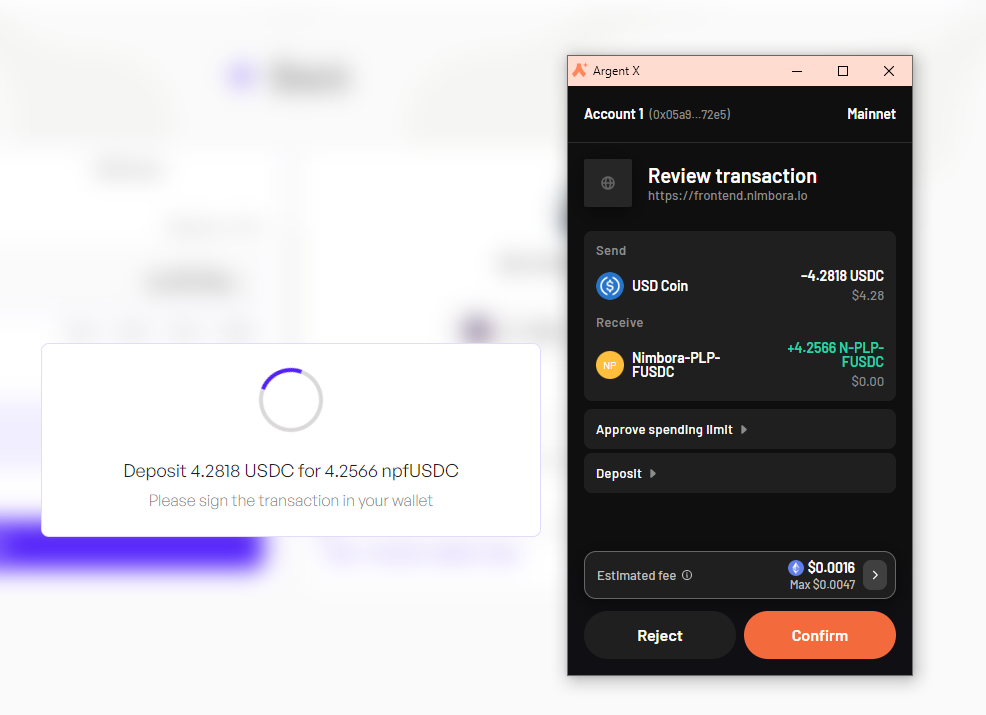 Deposit 4.2818 USDC for 4.2566 npfUSDC
Please sign the transaction in your wallet
Argent X
Account 1 (0x05a9...72e5)
Mainnet
Review transaction
https://frontend.nimbora.io
Send
USD Coin
−4.2818 USDC
$4.28
Receive
NP
Nimbora-PLP-
FUSDC
+4.2566 N-PLP-
FUSDC
$0.00
Approve spending limit
Deposit
Estimated fee
$0.0016
Max $0.0047
Reject
Confirm